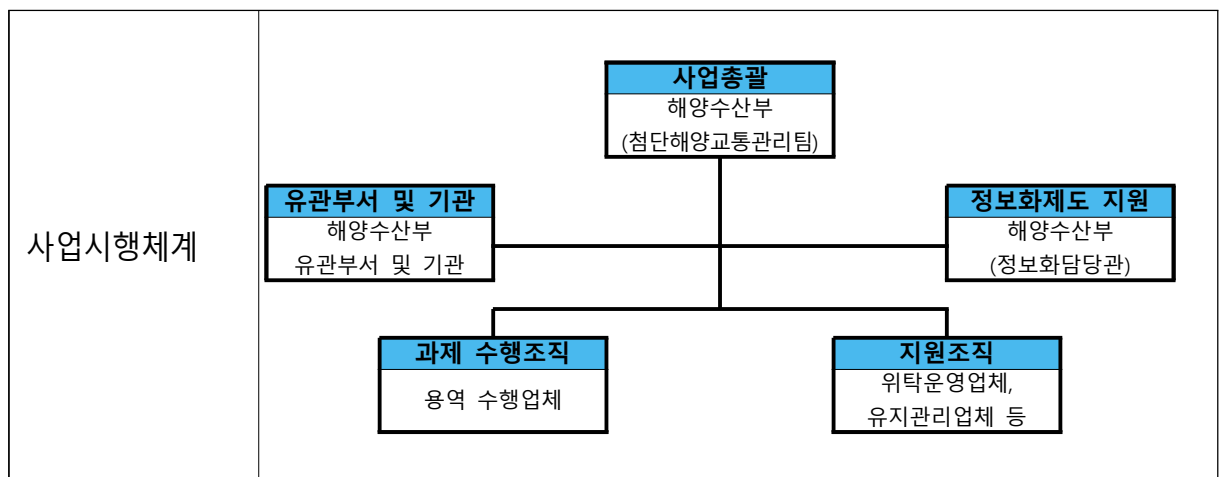 사업시행체계
사업총괄
해양수산부
(첨단해양교통관리팀)
유관부서 및 기관
해양수산부
유관부서 및 기관
정보화제도 지원
해양수산부
(정보화담당관)
과제 수행조직
용역 수행업체
지원조직
위탁운영업체,
유지관리업체 등